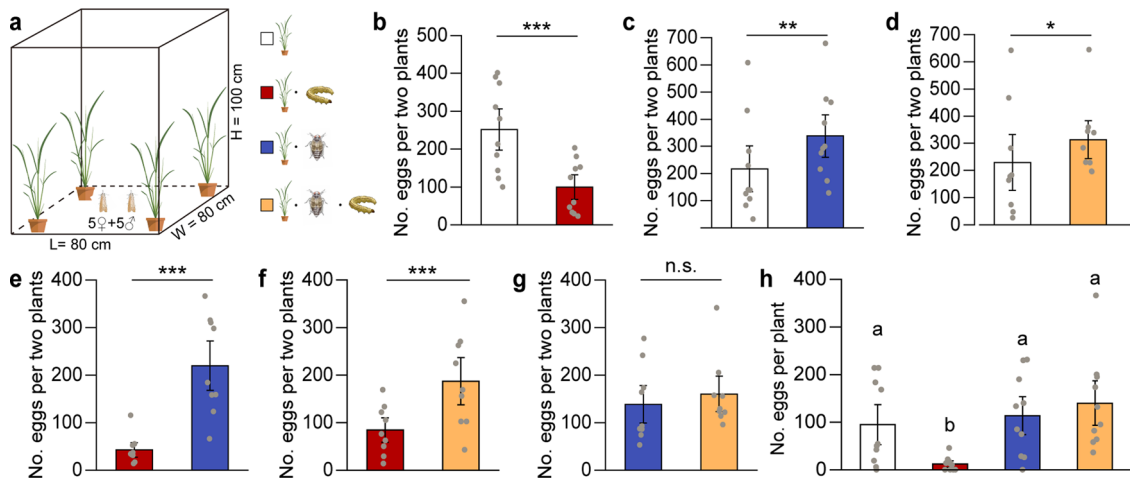 a
H = 100 cm
5♀+5♂
L= 80 cm
W = 80 cm
b
No. eggs per two plants
500
400
300
200
100
0
***
c
No. eggs per two plants
700
600
500
400
300
200
100
**
d
No. eggs per two plants
700
600
500
400
300
200
100
0
*
e
No. eggs per two plants
400
300
200
100
0
***
f
No. eggs per two plants
400
300
200
100
0
***
g
No. eggs per two plants
400
300
200
100
0
n.s.
h
No. eggs per plant
400
300
200
100
0
a
b
a
a